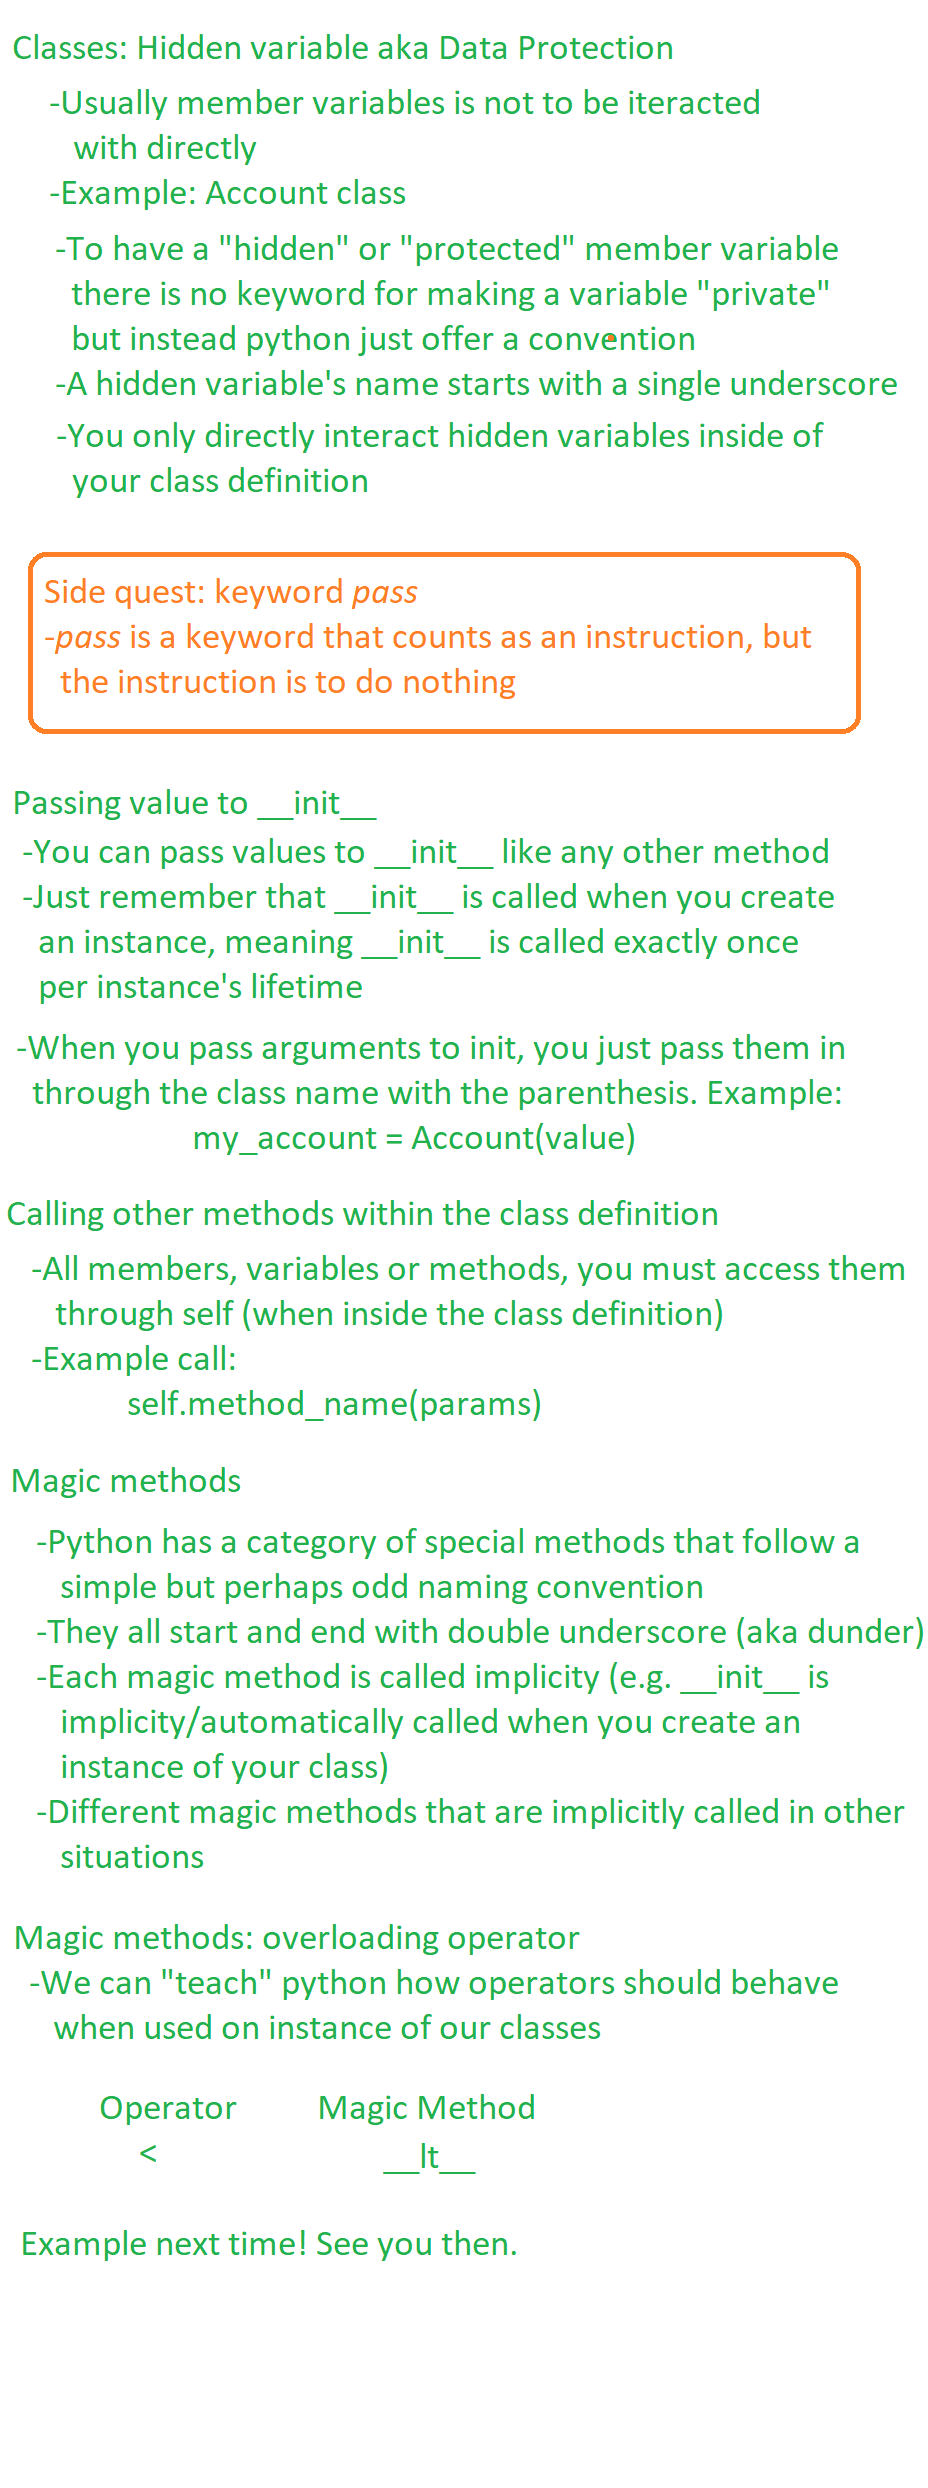 Classes: Hidden variable aka Data Protection
-Usually member variables is not to be iteracted
with directly
-Example: Account class
-To have a "hidden" or "protected" member variable
there is no keyword for making a variable "private"
but instead python just offer a convention
-A hidden variable's name starts with a single underscore
-You only directly interact hidden variables inside of
your class definition
Side quest: keyword pass
-pass is a keyword that counts as an instruction, but
the instruction is to do nothing
Passing value to __init__
-You can pass values to __init__ like any other method
-Just remember that __init__ is called when you create
an instance, meaning __init__ is called exactly once
per instance's lifetime
-When you pass arguments to init, you just pass them in
through the class name with the parenthesis. Example:
my_account = Account(value)
Calling other methods within the class definition
-All members, variables or methods, you must access them
through self (when inside the class definition)
-Example call:
self.method_name(params)
Magic methods
-Python has a category of special methods that follow a
simple but perhaps odd naming convention
-They all start and end with double underscore (aka dunder)
-Each magic method is called implicity (e.g. __init__ is
implicity/automatically called when you create an
instance of your class)
-Different magic methods that are implicitly called in other
situations
Magic methods: overloading operator
-We can "teach" python how operators should behave
when used on instance of our classes
Operator Magic Method
< __lt__
Example next time! See you then.